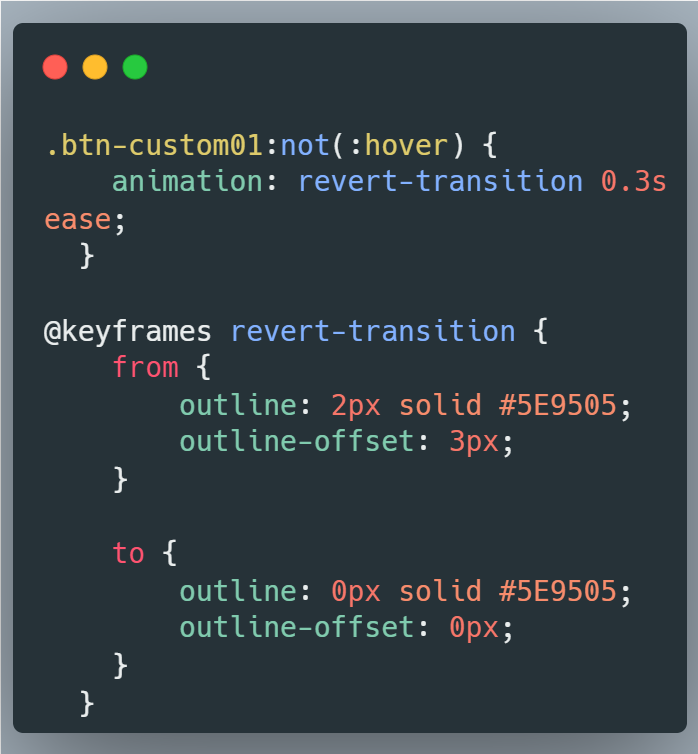 .btn-custom01:not(:hover) {
    animation: revert-transition 0.3s
ease;
  }

@keyframes revert-transition {
    from {
        outline: 2px solid #5E9505;
        outline-offset: 3px;
    }

    to {
        outline: 0px solid #5E9505;
        outline-offset: 0px;
    }
  }